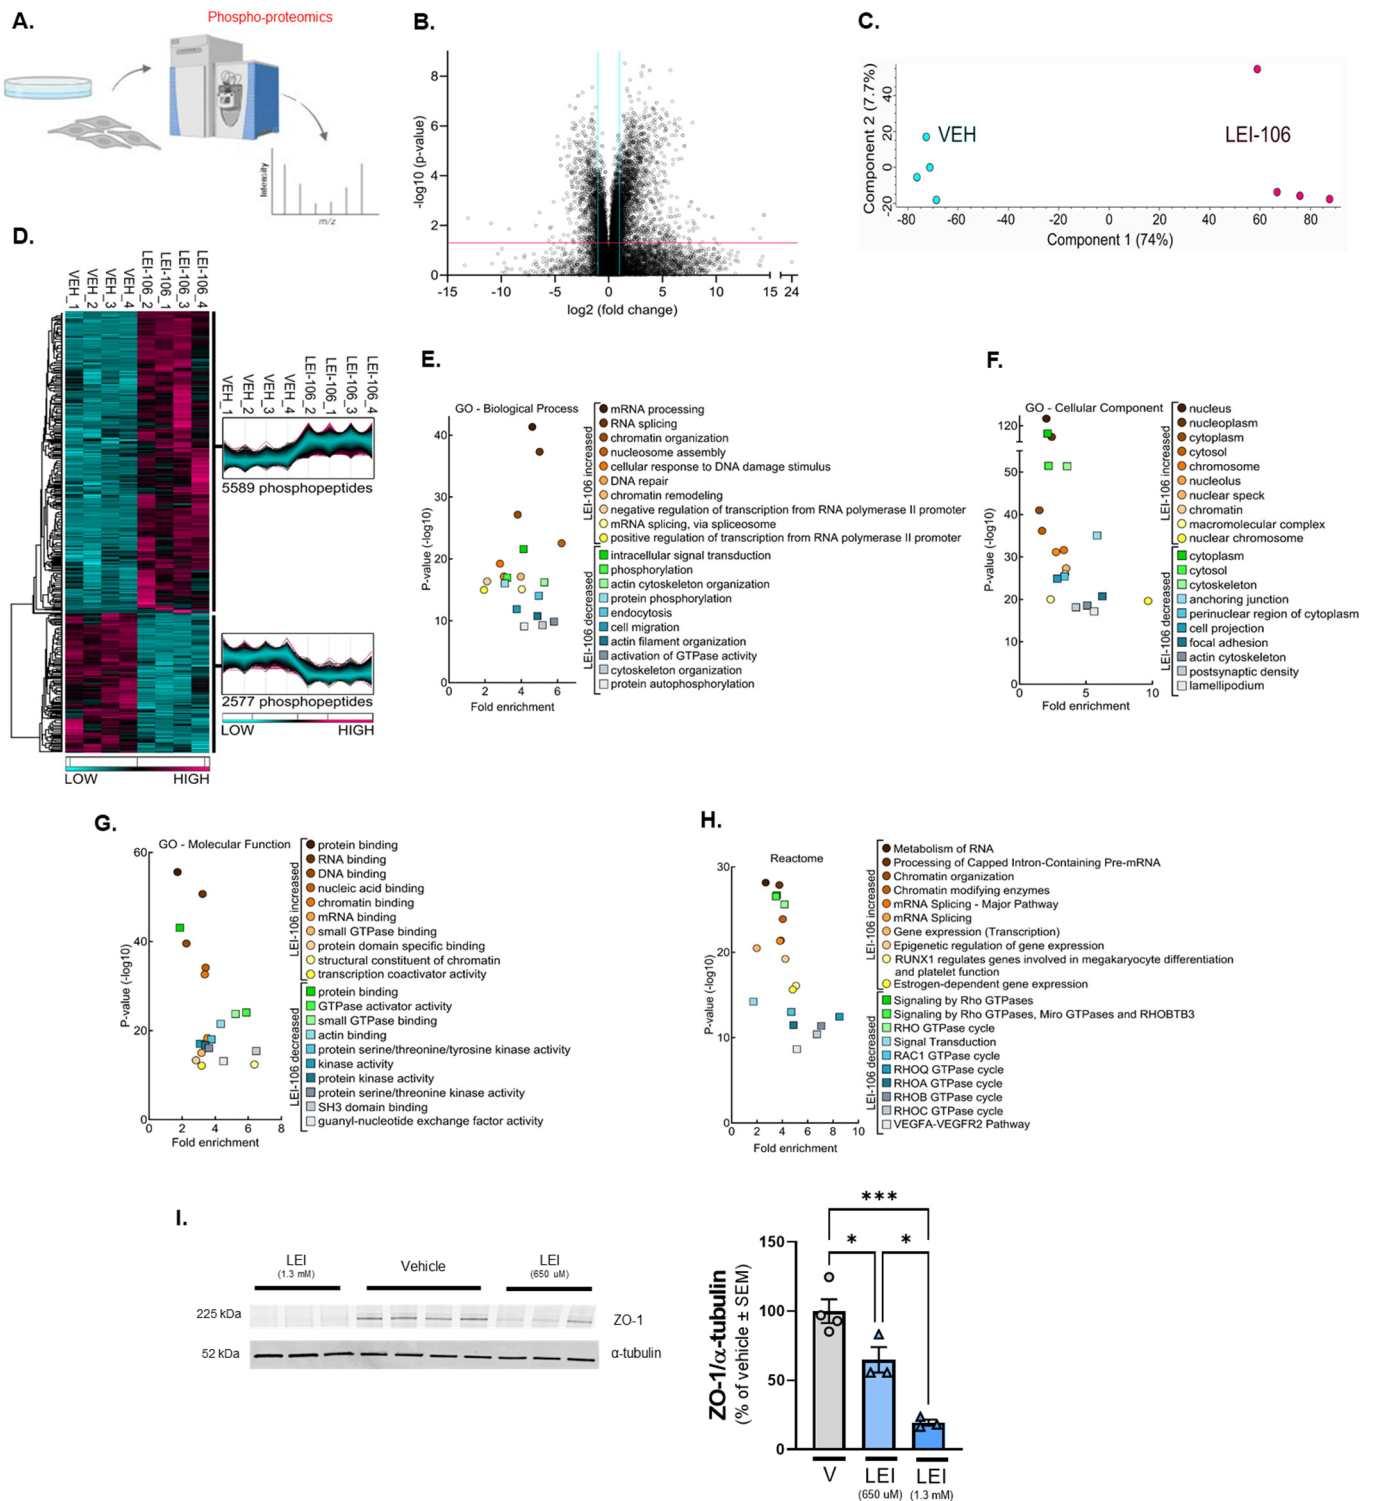 A.
Phospho-proteomics
Intensity
m/z
B.
-log10 (p-value)
8
6
4
2
0
-15
-10
-5
0
5
10
15
24
log2 (fold change)
C.
Component 2 (7.7%)
40
20
0
-20
VEH
LEI-106
-80
-60
-40
-20
0
20
40
60
80
Component 1 (74%)
D.
VEH_1
VEH_2
VEH_3
VEH_4
LEI-106_2
LEI-106_1
LEI-106_3
LEI-106_4
LOW
HIGH
VEH_1
VEH_2
VEH_3
VEH_4
LEI-106_2
LEI-106_1
LEI-106_3
LEI-106_4
5589 phosphopeptides
2577 phosphopeptides
LOW
HIGH
E.
GO - Biological Process
P-value (-log10)
40
30
20
10
0
0
2
4
6
Fold enrichment
LEI-106 increased
mRNA processing
RNA splicing
chromatin organization
nucleosome assembly
cellular response to DNA damage stimulus
DNA repair
chromatin remodeling
negative regulation of transcription from RNA polymerase II promoter
mRNA splicing, via spliceosome
positive regulation of transcription from RNA polymerase II promoter
LEI-106 decreased
intracellular signal transduction
phosphorylation
actin cytoskeleton organization
protein phosphorylation
endocytosis
cell migration
actin filament organization
activation of GTPase activity
cytoskeleton organization
protein autophosphorylation
F.
GO - Cellular Component
P-value (-log10)
120
50
40
30
20
10
0
0
5
10
Fold enrichment
LEI-106 increased
nucleus
nucleoplasm
cytoplasm
cytosol
chromosome
nucleolus
nuclear speck
chromatin
macromolecular complex
nuclear chromosome
LEI-106 decreased
cytoplasm
cytosol
cytoskeleton
anchoring junction
perinuclear region of cytoplasm
cell projection
focal adhesion
actin cytoskeleton
postsynaptic density
lamellipodium
G.
GO - Molecular Function
P-value (-log10)
60
40
20
0
0
2
4
6
8
Fold enrichment
LEI-106 increased
protein binding
RNA binding
DNA binding
nucleic acid binding
chromatin binding
mRNA binding
small GTPase binding
protein domain specific binding
structural constituent of chromatin
transcription coactivator activity
LEI-106 decreased
protein binding
GTPase activator activity
small GTPase binding
actin binding
protein serine/threonine/tyrosine kinase activity
kinase activity
protein kinase activity
protein serine/threonine kinase activity
SH3 domain binding
guanyl-nucleotide exchange factor activity
H.
Reactome
P-value (-log10)
30
20
10
0
0
2
4
6
8
10
Fold enrichment
LEI-106 increased
Metabolism of RNA
Processing of Capped Intron-Containing Pre-mRNA
Chromatin organization
Chromatin modifying enzymes
mRNA Splicing - Major Pathway
mRNA Splicing
Gene expression (Transcription)
Epigenetic regulation of gene expression
RUNX1 regulates genes involved in megakaryocyte differentiation
and platelet function
Estrogen-dependent gene expression
LEI-106 decreased
Signaling by Rho GTPases
Signaling by Rho GTPases, Miro GTPases and RHOBTB3
RHO GTPase cycle
Signal Transduction
RAC1 GTPase cycle
RHOQ GTPase cycle
RHOA GTPase cycle
RHOB GTPase cycle
RHOC GTPase cycle
VEGFA-VEGFR2 Pathway
I.
LEI
(1.3 mM)
Vehicle
LEI
(650 uM)
225 kDa
ZO-1
52 kDa
α-tubulin
ZO-1/α-tubulin
(% of vehicle ± SEM)
150
100
50
0
***
*
*
V
LEI
(650 uM)
LEI
(1.3 mM)